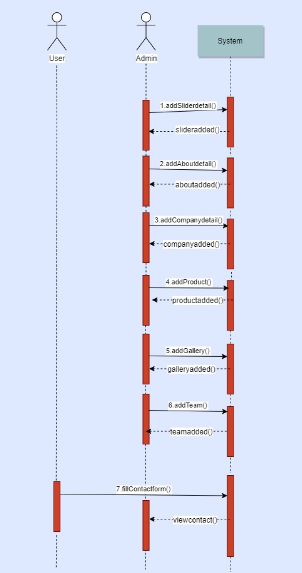 User
Admin
System
1.addSliderdetail()
slideradded()
2.addAboutdetail()
aboutadded()
3.addCompanydetail()
companyadded()
4.addProduct()
productadded()
5.addGallery()
galleryadded()
6.addTeam()
teamadded()
7.fillContactform()
viewcontact()